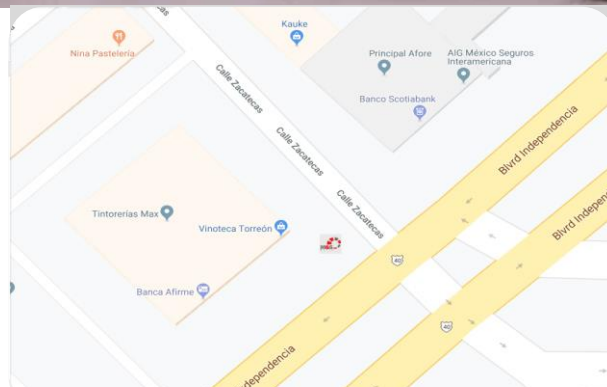 Kauke
Nina Pastelería
Principal Afore
AIG México Seguros
Interamericana
Calle Zacatecas
Banco Scotiabank
Calle Zacatecas
Blvrd Independencia
Calle Zacatecas
Tintorerías Max
Vinoteca Torreón
Blvrd Indepen
40
Banca Afirme
40
ependencia